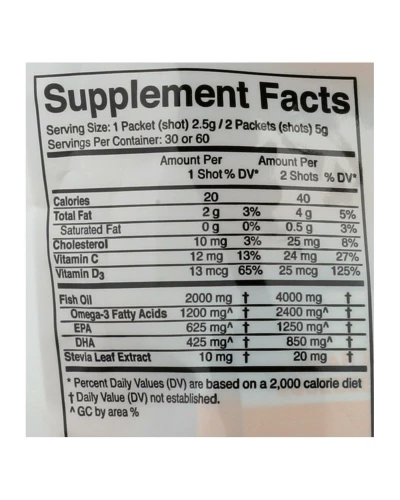 Supplement Facts
Serving Size: 1 Packet (shot) 2.5g / 2 Packets (shots) 5g
Servings Per Container: 30 or 60
Amount Per Amount Per
1 Shot % DV* 2 Shots % DV*
Calories 20 40
Total Fat 2 g 3% 4 g 5%
Saturated Fat 0 g 0% 0.5 g 3%
Cholesterol 10 mg 3% 25 mg 8%
Vitamin C 12 mg 13% 24 mg 27%
Vitamin D3 13 mcg 65% 25 mcg 125%
Fish Oil 2000 mg † 4000 mg †
Omega-3 Fatty Acids 1200 mg^ † 2400 mg^ †
EPA 625 mg^ † 1250 mg^ †
DHA 425 mg^ † 850 mg^ †
Stevia Leaf Extract 10 mg † 20 mg †
* Percent Daily Values (DV) are based on a 2,000 calorie diet
† Daily Value (DV) not established.
^ GC by area %